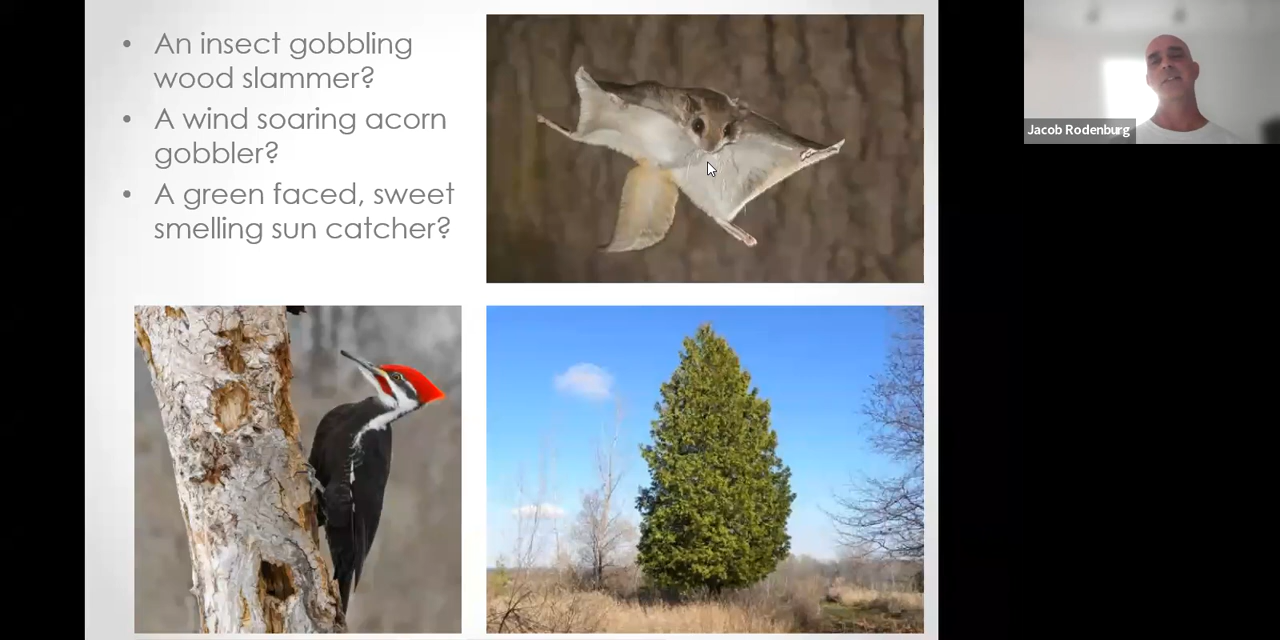 An insect gobbling
wood slammer?
A wind soaring acorn
gobbler?
A green faced, sweet
smelling sun catcher?
Jacob Rodenburg